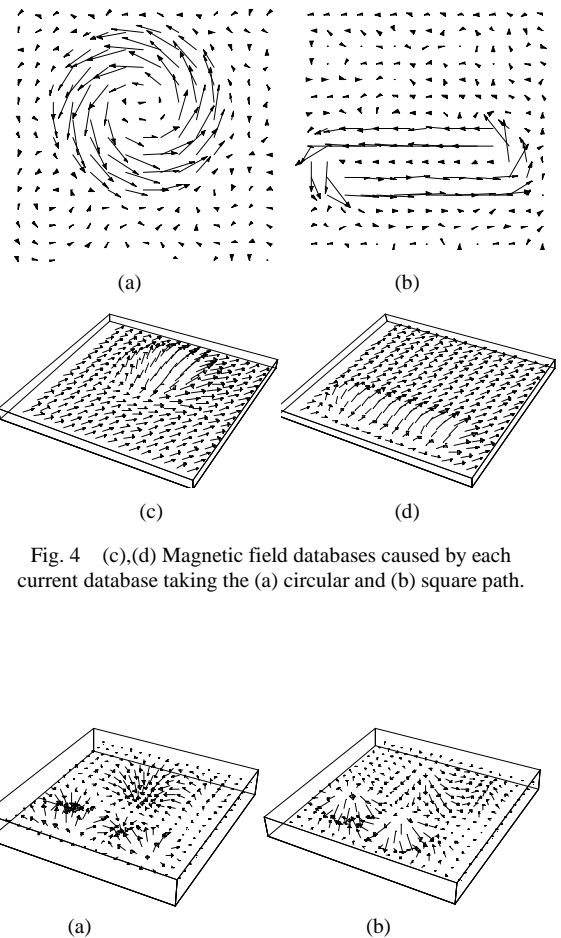 (a)
(b)
(c)
(d)
Fig. 4 (c),(d) Magnetic field databases caused by each
current database taking the (a) circular and (b) square path.
(a)
(b)